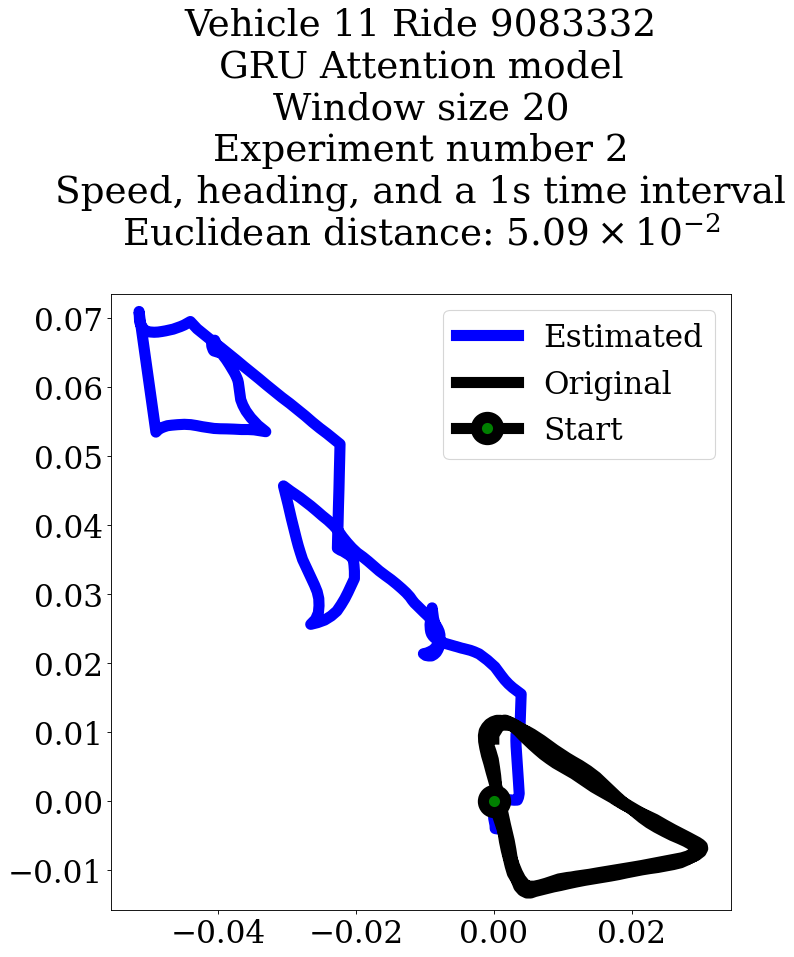 Vehicle 11 Ride 9083332
GRU Attention model
Window size 20
Experiment number 2
Speed, heading, and a 1s time interval
Euclidean distance: 5.09 × 10⁻²
Estimated
Original
Start
0.07
0.06
0.05
0.04
0.03
0.02
0.01
0.00
−0.01
−0.04 −0.02 0.00 0.02